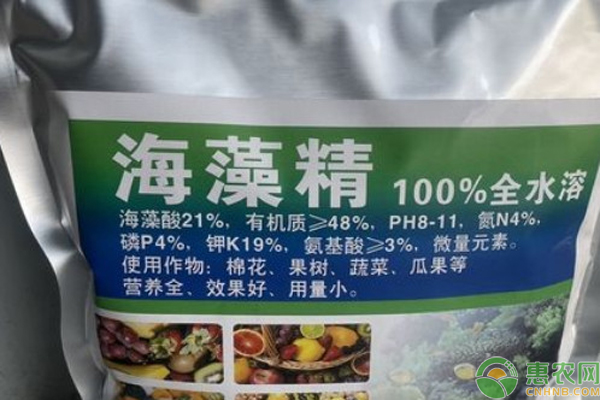 海藻精 100%全水溶
海藻酸21%，有机质≥48%，PH8-11，氮N4%，
磷P4%，钾K19%，氨基酸≥3%，微量元素。
使用作物：棉花、果树、蔬菜、瓜果等
营养全、效果好、用量小。
惠农网
CNHNB.COM